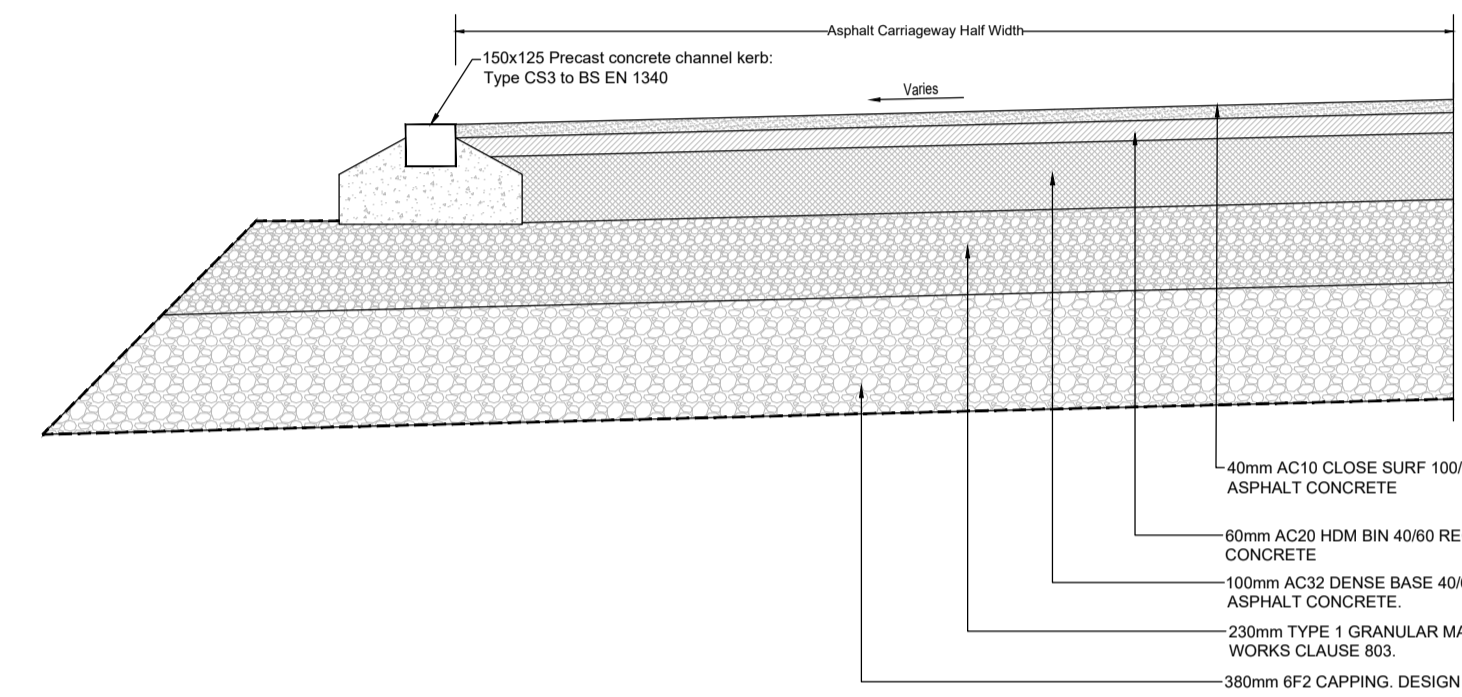 Asphalt Carriageway Half Width
150x125 Precast concrete channel kerb:
Type CS3 to BS EN 1340
Varies
40mm AC10 CLOSE SURF 100/
ASPHALT CONCRETE
60mm AC20 HDM BIN 40/60 RE
CONCRETE
100mm AC32 DENSE BASE 40/
ASPHALT CONCRETE.
230mm TYPE 1 GRANULAR MA
WORKS CLAUSE 803.
380mm 6F2 CAPPING. DESIGN